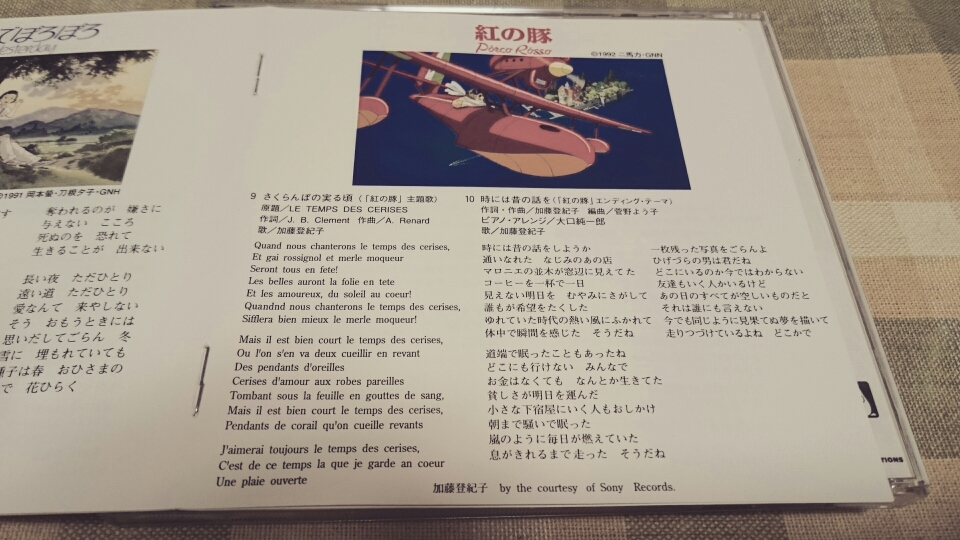 てぽろぽろ
Yesterday
©1991 岡本螢・刀根夕子・GNH
す　奪われるのが　嫌さに
与えない　こころ
死ぬのを　恐れて
生きることが　出来ない
長い夜　ただひとり
遠い道　ただひとり
愛なんて　来やしない
そう　おもうときには
思いだしてごらん　冬
雪に　埋もれていても
種子は春　おひさまの
で　花ひらく
紅の豚
Porco Rosso
©1992 二馬力・GNN
9 さくらんぼの実る頃（「紅の豚」主題歌）
原題／LE TEMPS DES CERISES
作詞／J. B. Clement　作曲／A. Renard
歌／加藤登紀子
Quand nous chanterons le temps des cerises,
Et gai rossignol et merle moqueur
Seront tous en fete!
Les belles auront la folie en tete
Et les amoureux, du soleil au coeur!
Quandnd nous chanterons le temps des cerises,
Sifflera bien mieux le merle moqueur!
Mais il est bien court le temps des cerises,
Ou l'on s'en va deux cueillir en revant
Des pendants d'oreilles
Cerises d'amour aux robes pareilles
Tombant sous la feuille en gouttes de sang,
Mais il est bien court le temps des cerises,
Pendants de corail qu'on cueille revants
J'aimerai toujours le temps des cerises,
C'est de ce temps la que je garde an coeur
Une plaie ouverte
10 時には昔の話を（「紅の豚」エンディング・テーマ）
作詞・作曲／加藤登紀子　編曲／菅野よう子
ピアノ・アレンジ／大口純一郎
歌／加藤登紀子
時には昔の話をしようか
通いなれた　なじみのあの店
マロニエの並木が窓辺に見えてた
コーヒーを一杯で一日
見えない明日を　むやみにさがして
誰もが希望をたくした
ゆれていた時代の熱い風にふかれて
体中で瞬間を感じた　そうだね
道端で眠ったこともあったね
どこにも行けない　みんなで
お金はなくても　なんとか生きてた
貧しさが明日を運んだ
小さな下宿屋にいく人もおしかけ
朝まで騒いで眠った
嵐のように毎日が燃えていた
息がきれるまで走った　そうだね
一枚残った写真をごらんよ
ひげづらの男は君だね
どこにいるのか今ではわからない
友達もいく人かいるけど
あの日のすべてが空しいものだと
それは誰にも言えない
今でも同じように見果てぬ夢を描いて
走りつづけているよね　どこかで
加藤登紀子　by the courtesy of Sony Records.
TIONS